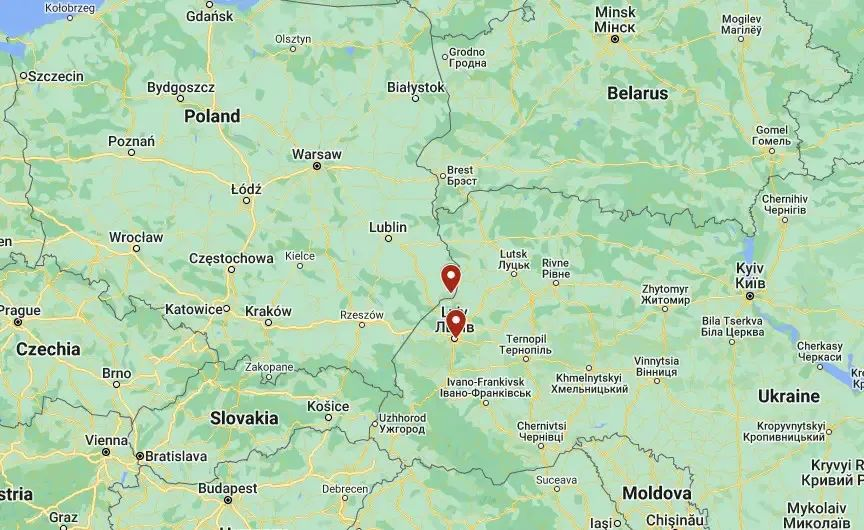 Kołobrzeg
Gdańsk
Olsztyn
Szczecin
Grodno
Гродна
Minsk
Мінск
Mogilev
Магілёў
Bydgoszcz
Białystok
Poland
Belarus
Poznań
Warsaw
Gomel
Гомель
Brest
Брэст
Łódź
Chernihiv
Чернігів
Lublin
Wrocław
Częstochowa
Kielce
Lutsk
Луцьк
Rivne
Рівне
Kyiv
Київ
Zhytomyr
Житомир
Katowice
Kraków
Rzeszów
Prague
Bila Tserkva
Біла Церква
Ternopil
Тернопіль
Czechia
Cherkasy
Черкаси
Brno
Zakopane
Vinnytsia
Вінниця
Khmelnytskyi
Хмельницький
Ivano-Frankivsk
Івано-Франківськ
Ukraine
Slovakia
Košice
Uzhhorod
Ужгород
Chernivtsi
Чернівці
Kropyvnytskyi
Кропивницький
Vienna
Bratislava
Kryvyi R
Кривий Р
Suceava
Budapest
Debrecen
Moldova
Mykolaiv
Миколаїв
Graz
Iași
Chișinău